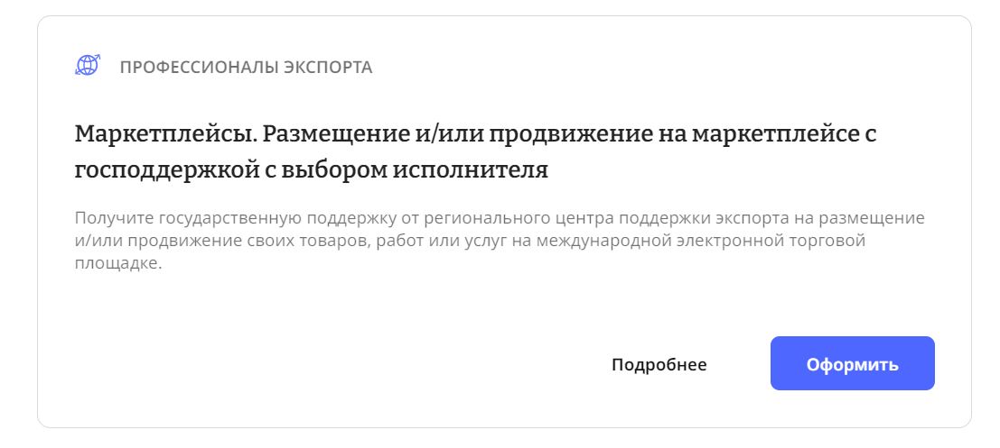 ПРОФЕССИОНАЛЫ ЭКСПОРТА
Маркетплейсы. Размещение и/или продвижение на маркетплейсе с
господдержкой с выбором исполнителя
Получите государственную поддержку от регионального центра поддержки экспорта на размещение
и/или продвижение своих товаров, работ или услуг на международной электронной торговой
площадке.
Подробнее
Оформить